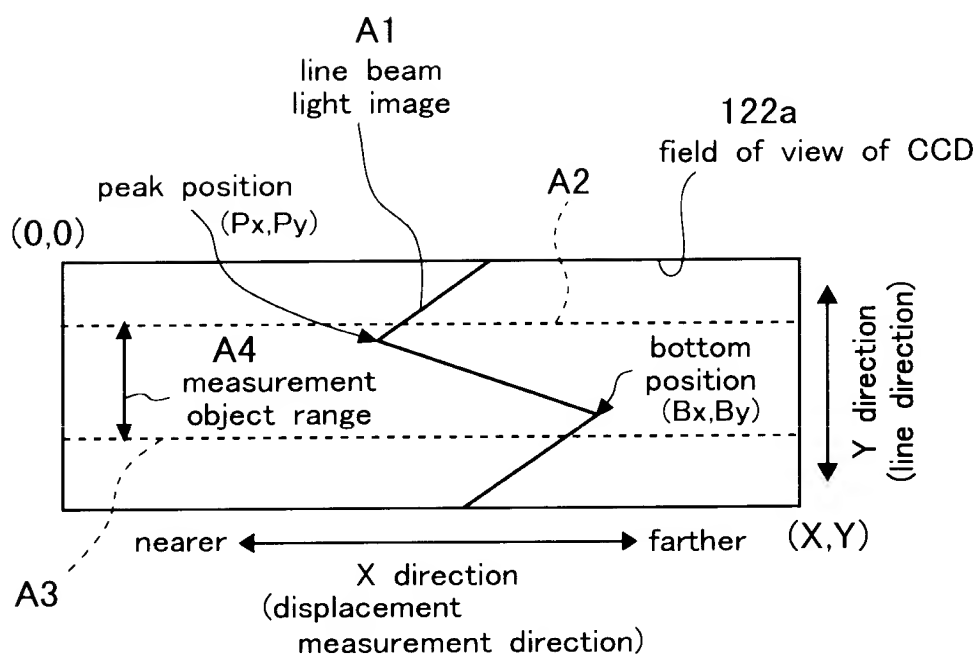 A1
line beam
light image
122a
field of view of CCD
peak position
(Px,Py)
A2
(0,0)
A4
measurement
object range
bottom
position
(Bx,By)
Y direction
(line direction)
nearer
farther
(X,Y)
A3
X direction
(displacement
measurement direction)